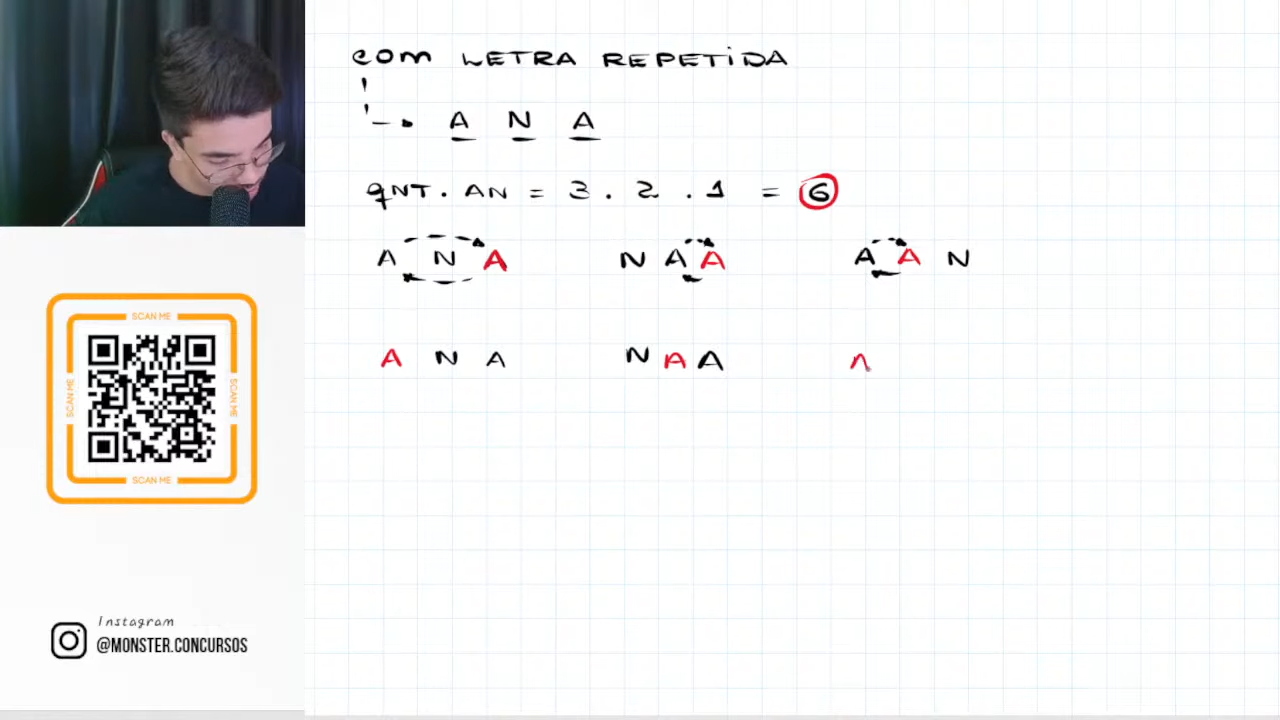 COM LETRA REPETIDA
A N A
QNT. AN = 3 . 2 . 1 = 6
A N A N A A A A N
A N A N A A
SCAN ME
SCAN ME
SCAN ME
SCAN ME
Instagram
@MONSTER.CONCURSOS